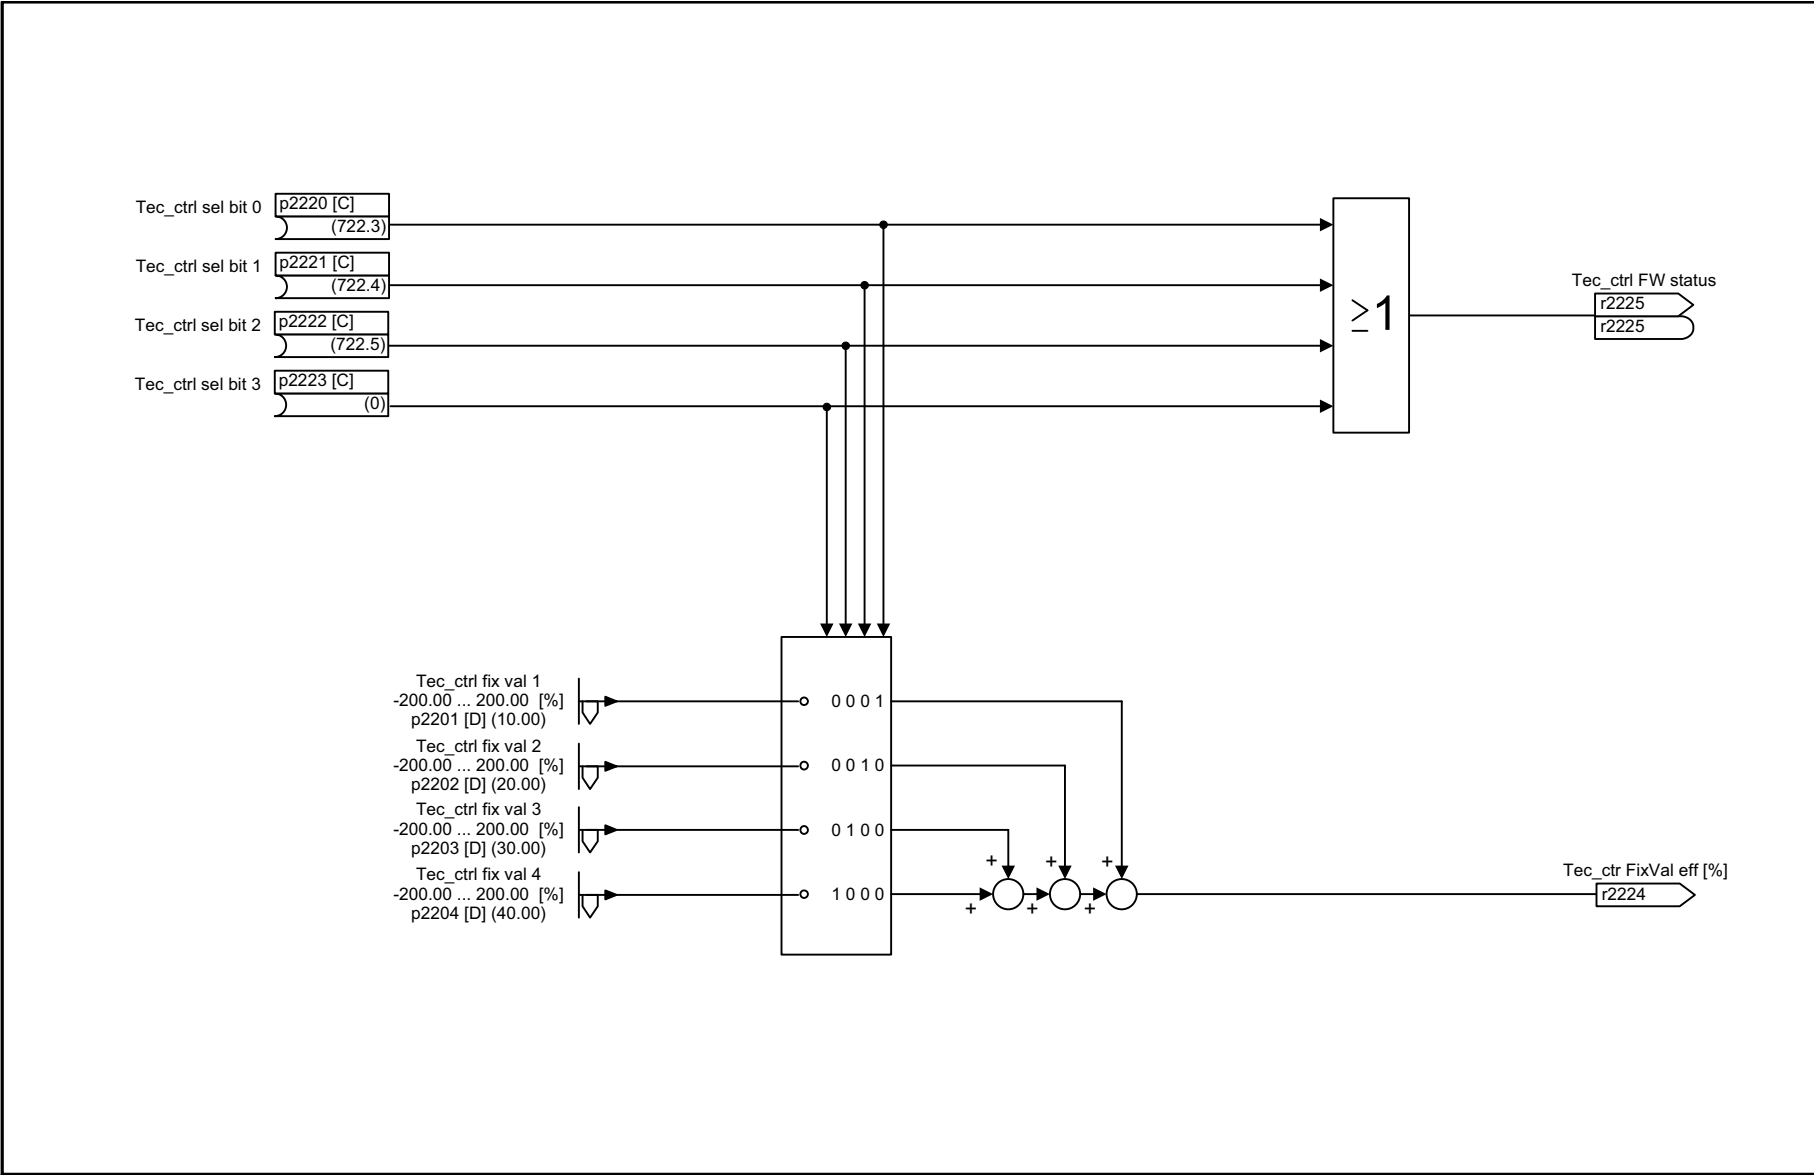 Tec_ctrl sel bit 0
p2220 [C]
(722.3)
Tec_ctrl sel bit 1
p2221 [C]
(722.4)
Tec_ctrl sel bit 2
p2222 [C]
(722.5)
Tec_ctrl sel bit 3
p2223 [C]
(0)
≥1
Tec_ctrl FW status
r2225
r2225
Tec_ctrl fix val 1
-200.00 ... 200.00 [%]
p2201 [D] (10.00)
0 0 0 1
Tec_ctrl fix val 2
-200.00 ... 200.00 [%]
p2202 [D] (20.00)
0 0 1 0
Tec_ctrl fix val 3
-200.00 ... 200.00 [%]
p2203 [D] (30.00)
0 1 0 0
Tec_ctrl fix val 4
-200.00 ... 200.00 [%]
p2204 [D] (40.00)
1 0 0 0
+ + +
+ + +
Tec_ctr FixVal eff [%]
r2224